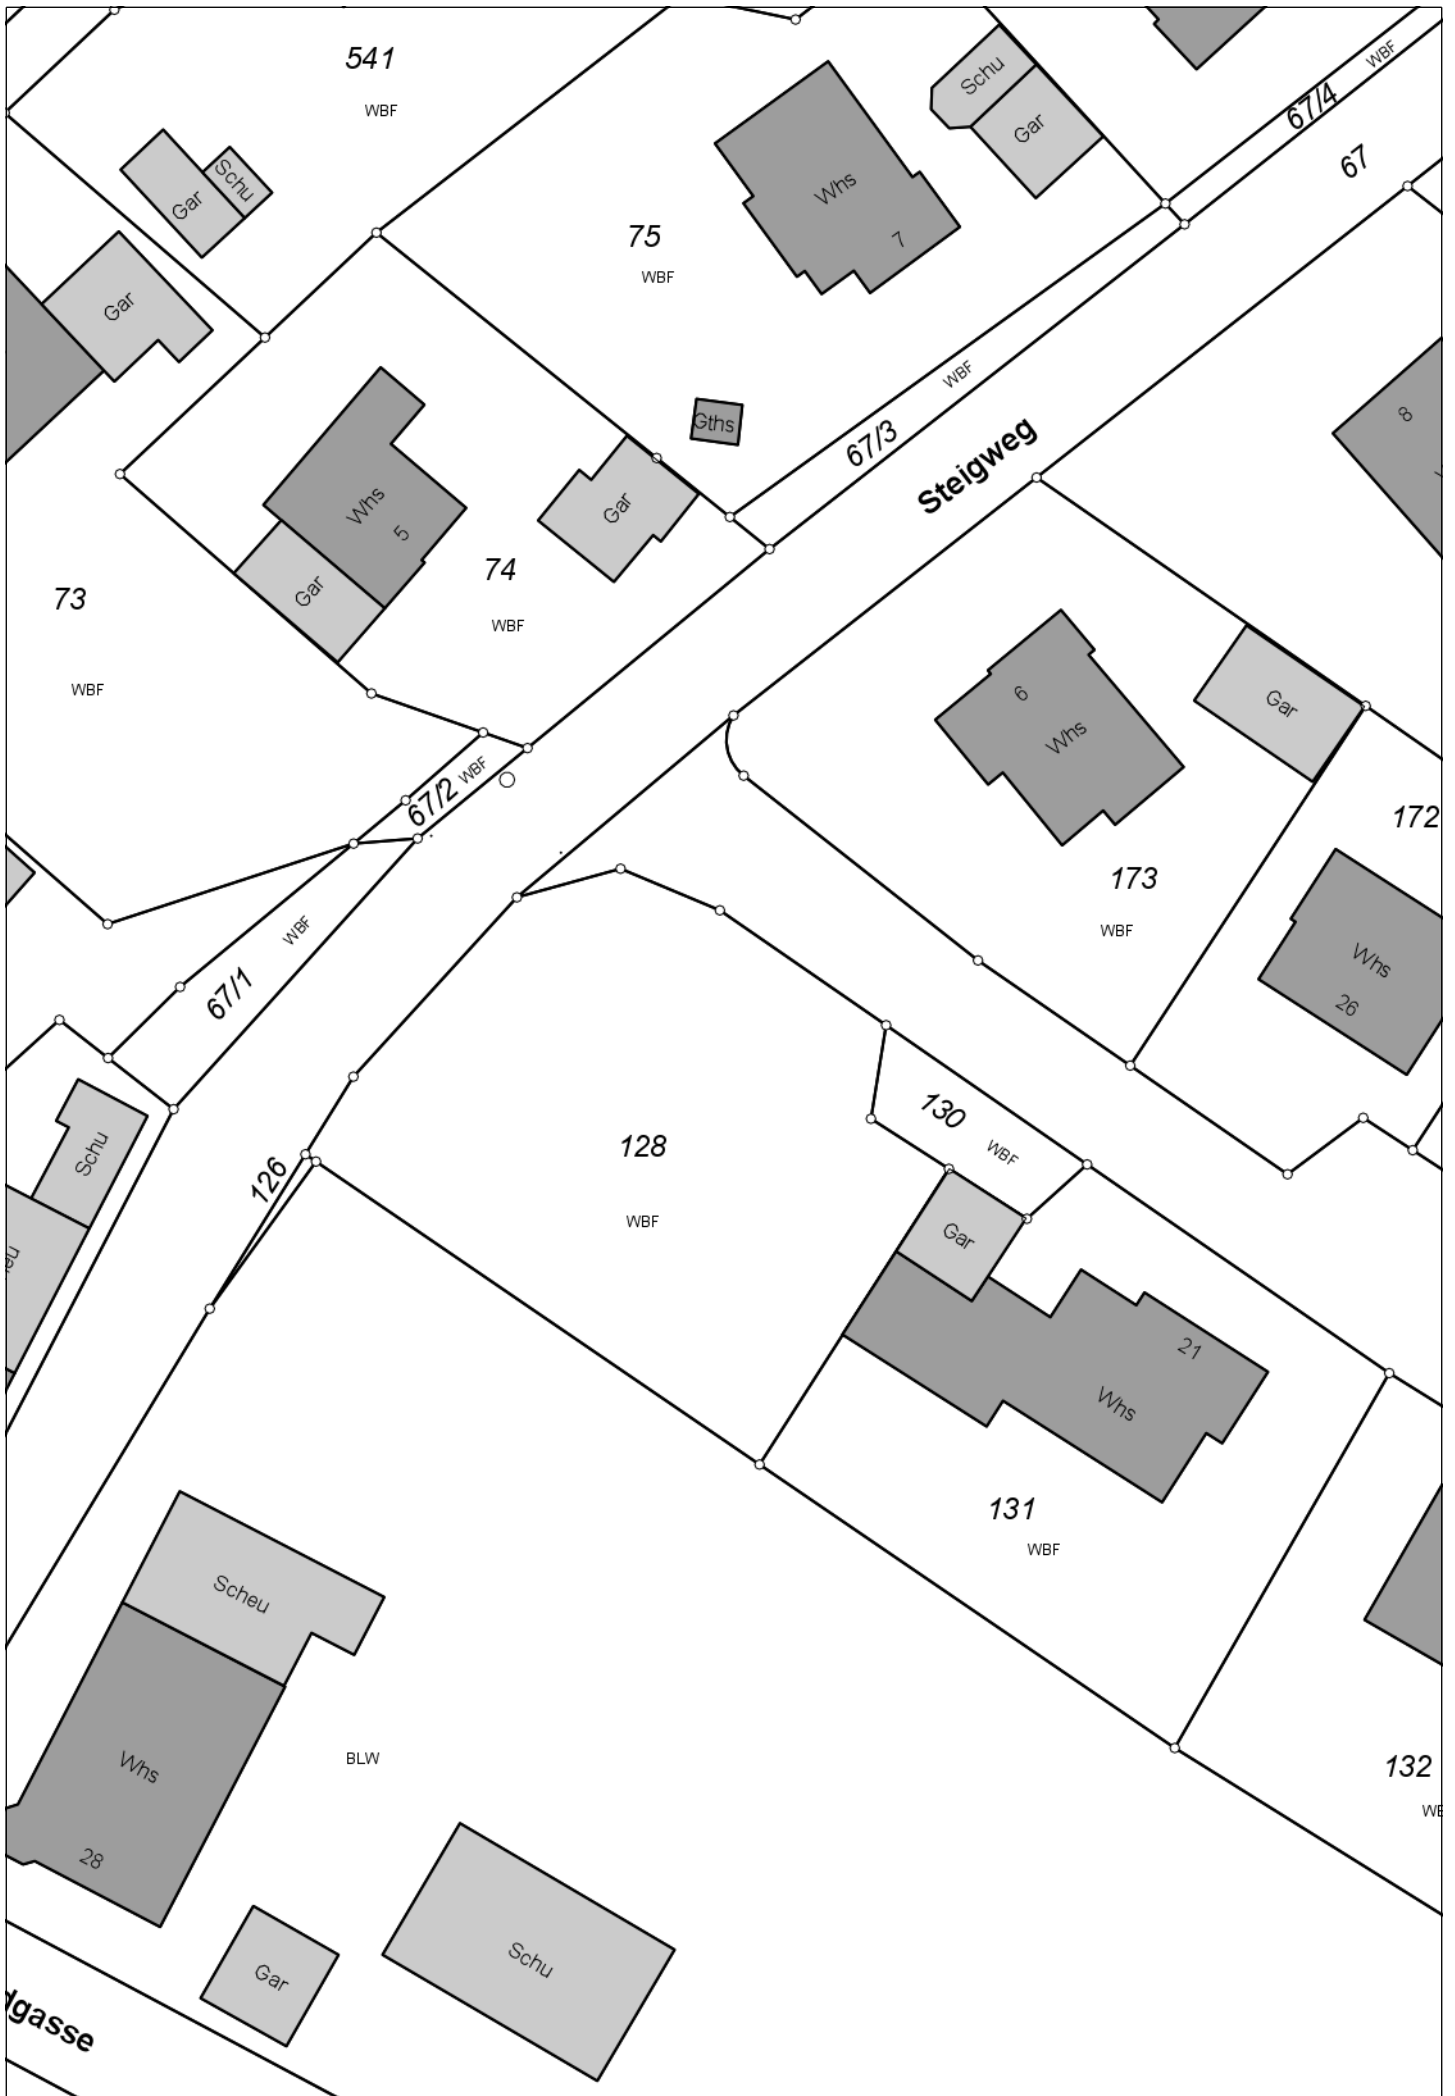 541
WBF
Schu
Gar
WBF
67/4
67
Schu
Gar
Whs
7
75
WBF
Gar
Whs
5
Gar
Gths
Gar
74
WBF
WBF
67/3
Steigweg
8
73
WBF
6
Whs
Gar
172
173
WBF
Whs
26
67/2
WBF
WBF
67/1
Schu
126
128
WBF
130
WBF
Gar
21
Whs
131
WBF
Scheu
Whs
28
BLW
132
Gar
Schu
dgasse